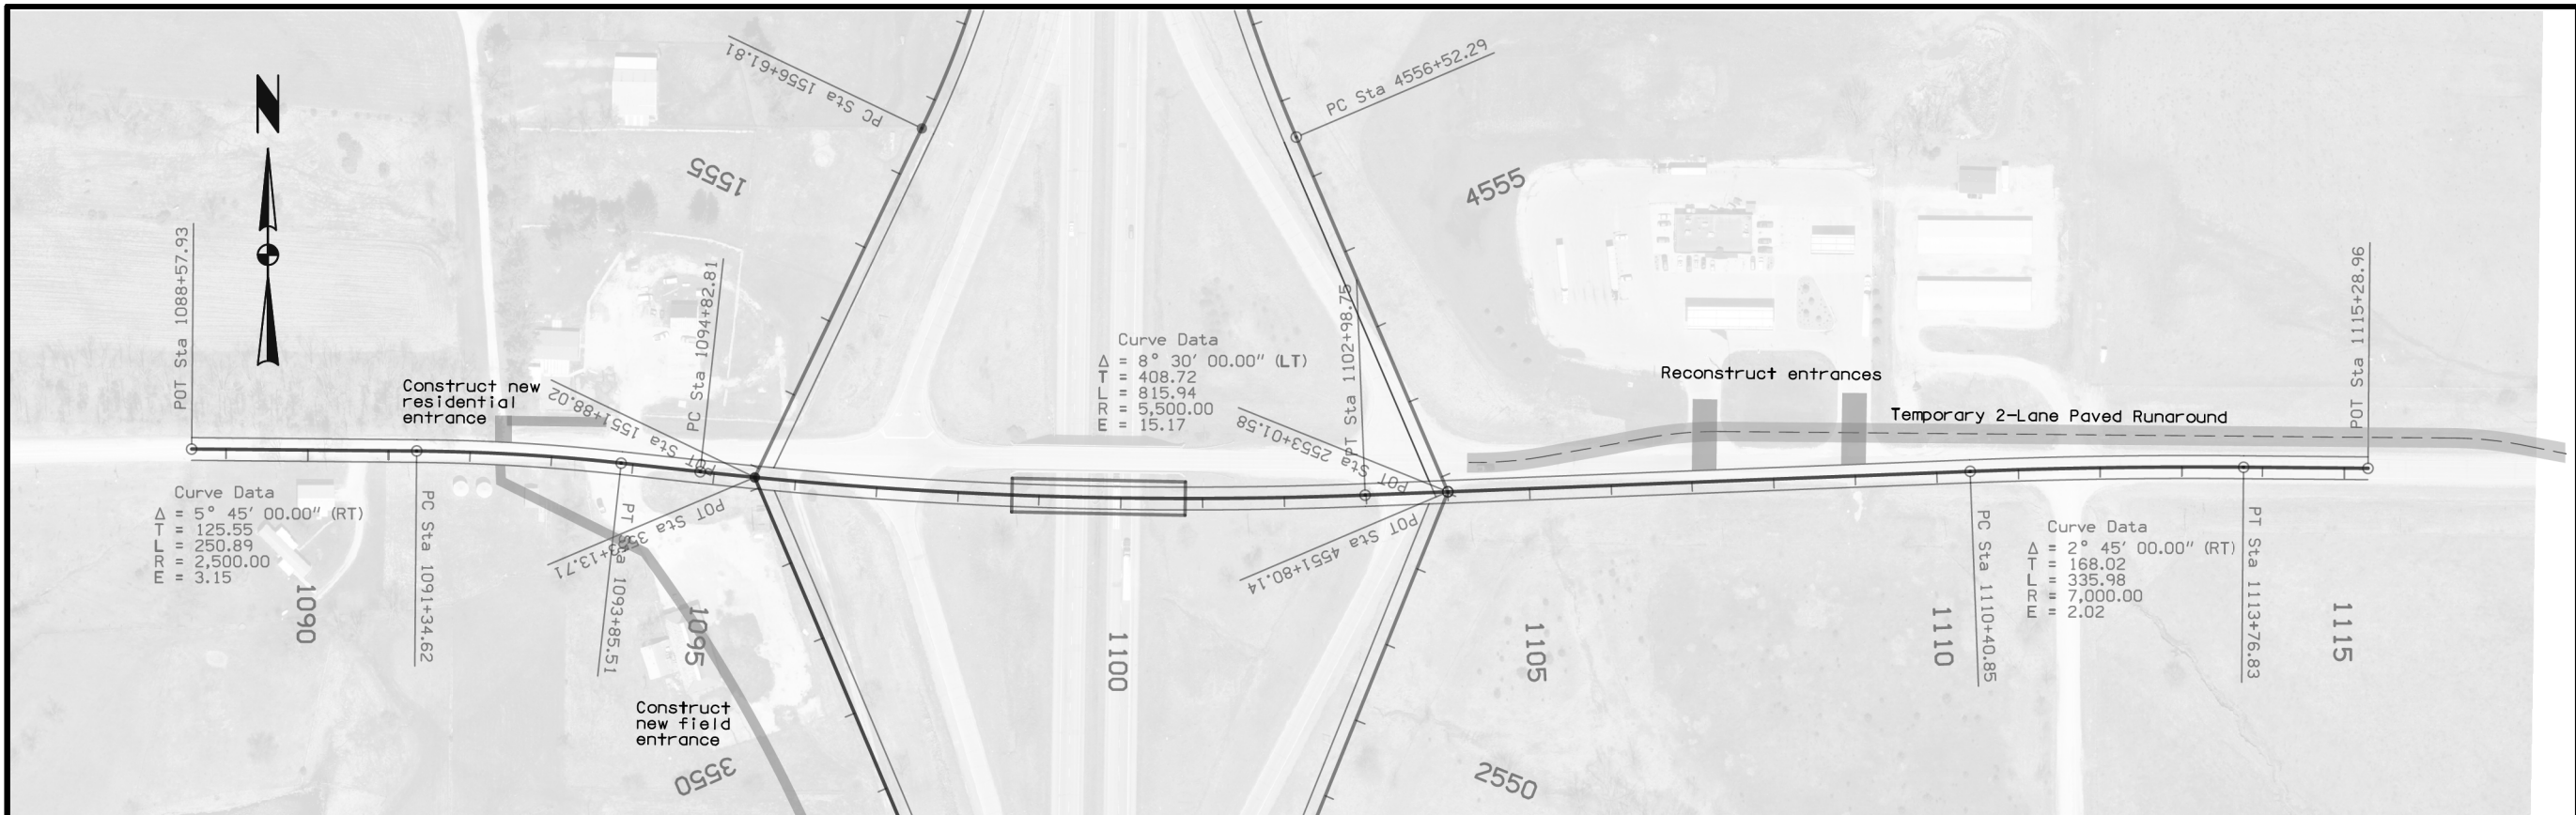 N
PC Sta 1556+61.81
PC Sta 4556+52.29
1555
4555
POT Sta 1088+57.93
PC Sta 1094+82.81
POT Sta 1551+88.02
Construct new
residential
entrance
Curve Data
Δ = 8° 30' 00.00" (LT)
T = 408.72
L = 815.94
R = 5,500.00
E = 15.17
PT Sta 1102+98.75
POT Sta 2553+01.58
Reconstruct entrances
Temporary 2-Lane Paved Runaround
POT Sta 1115+28.96
Curve Data
Δ = 5° 45' 00.00" (RT)
T = 125.55
L = 250.89
R = 2,500.00
E = 3.15
1090
PC Sta 1091+34.62
PT Sta 1093+85.51
POT Sta 3553+13.71
1095
1100
POT Sta 4551+80.14
1105
1110
PC Sta 1110+40.85
Curve Data
Δ = 2° 45' 00.00" (RT)
T = 168.02
L = 335.98
R = 7,000.00
E = 2.02
PT Sta 1113+76.83
1115
Construct
new field
entrance
3550
2550